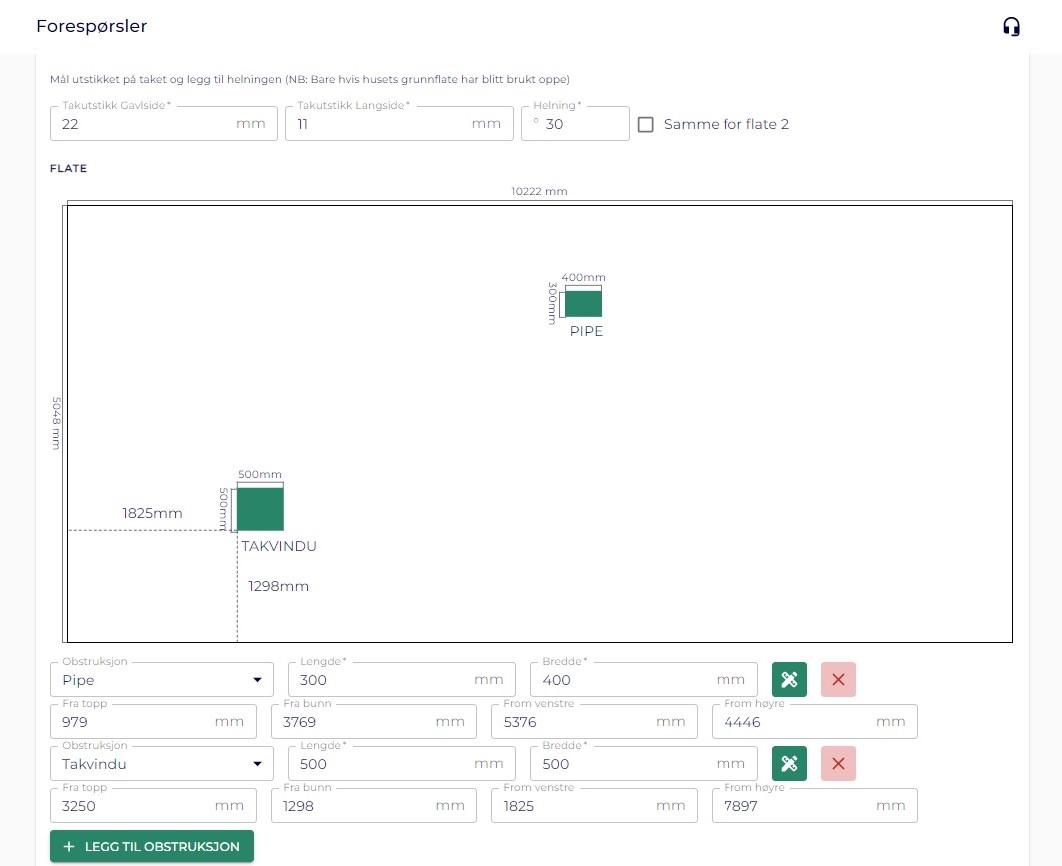 Forespørsler
Mål utstikket på taket og legg til helningen (NB: Bare hvis husets grunnflate har blitt brukt oppe)
Takutstikk Gavlside* Takutstikk Langside* Helning*
22 mm 11 mm ° 30 Samme for flate 2
FLATE
10222 mm
400mm
300mm
PIPE
5048 mm
500mm
500mm
1825mm
TAKVINDU
1298mm
Obstruksjon Lengde* Bredde*
Pipe 300 mm 400 mm
Fra topp Fra bunn From venstre From høyre
979 mm 3769 mm 5376 mm 4446 mm
Obstruksjon Lengde* Bredde*
Takvindu 500 mm 500 mm
Fra topp Fra bunn From venstre From høyre
3250 mm 1298 mm 1825 mm 7897 mm
+ LEGG TIL OBSTRUKSJON